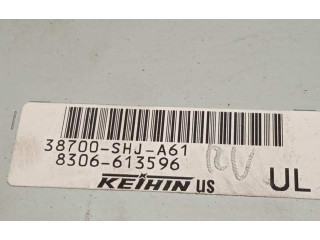 38700-SHJ-A61
8306-613596
RV
KEIHIN US UL